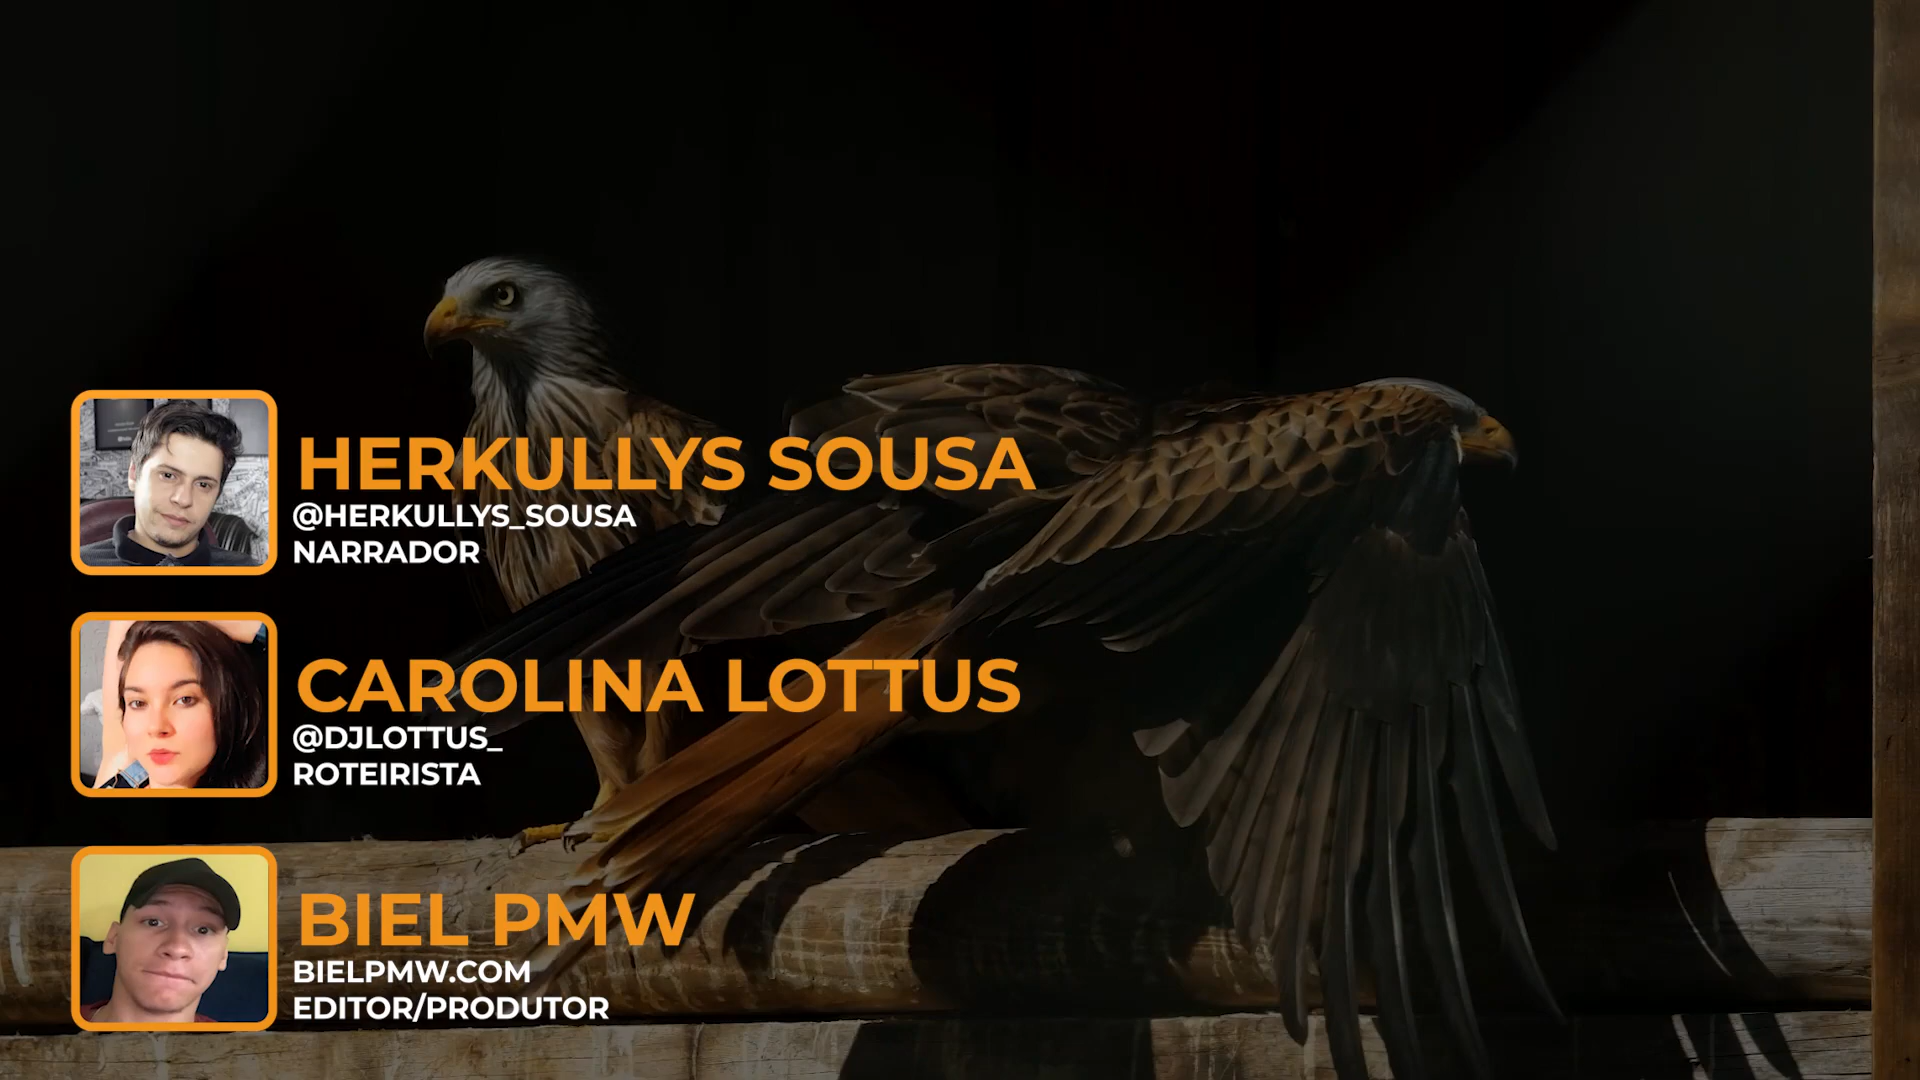 HERKULLYS SOUSA
@HERKULLYS_SOUSA
NARRADOR
CAROLINA LOTTUS
@DJLOTTUS_
ROTEIRISTA
BIEL PMW
BIELPMW.COM
EDITOR/PRODUTOR